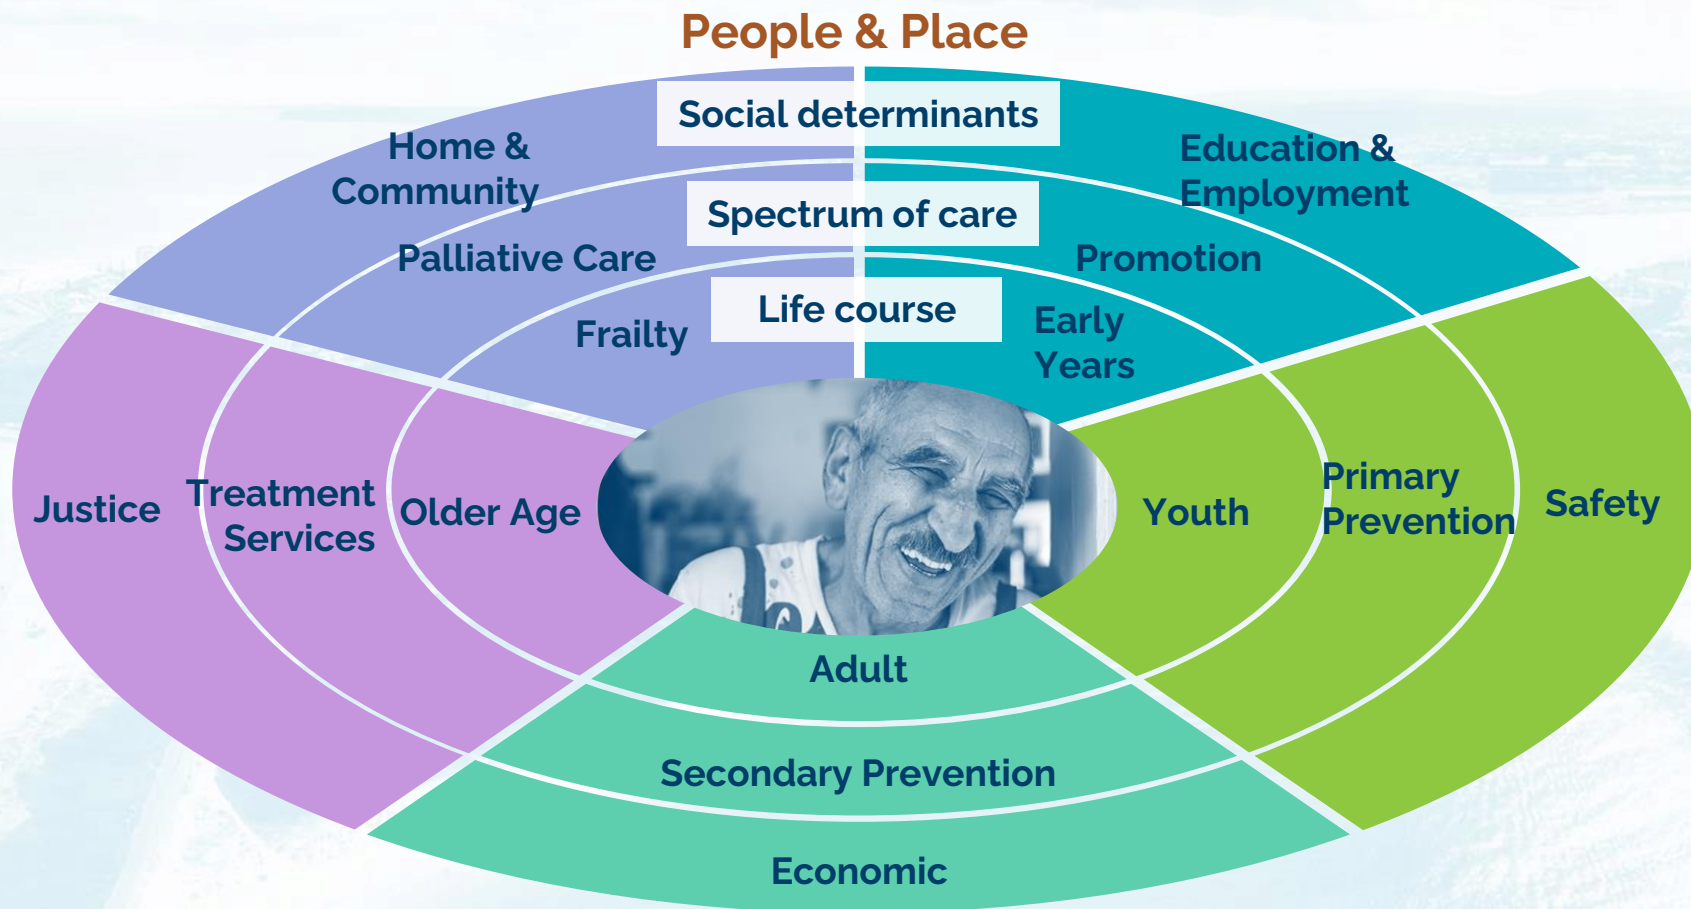 People & Place
Social determinants
Home &
Community
Education &
Employment
Spectrum of care
Palliative Care
Promotion
Life course
Frailty
Early
Years
Justice
Treatment
Services
Older Age
Youth
Primary
Prevention
Safety
Adult
Secondary Prevention
Economic